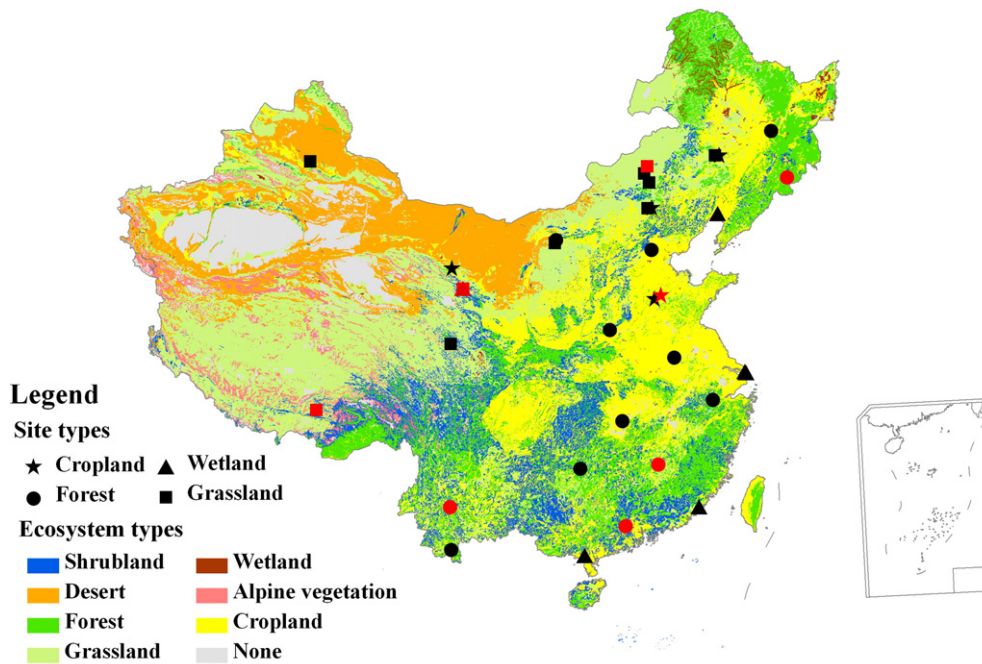 Legend
Site types
Cropland Wetland
Forest Grassland
Ecosystem types
Shrubland Wetland
Desert Alpine vegetation
Forest Cropland
Grassland None